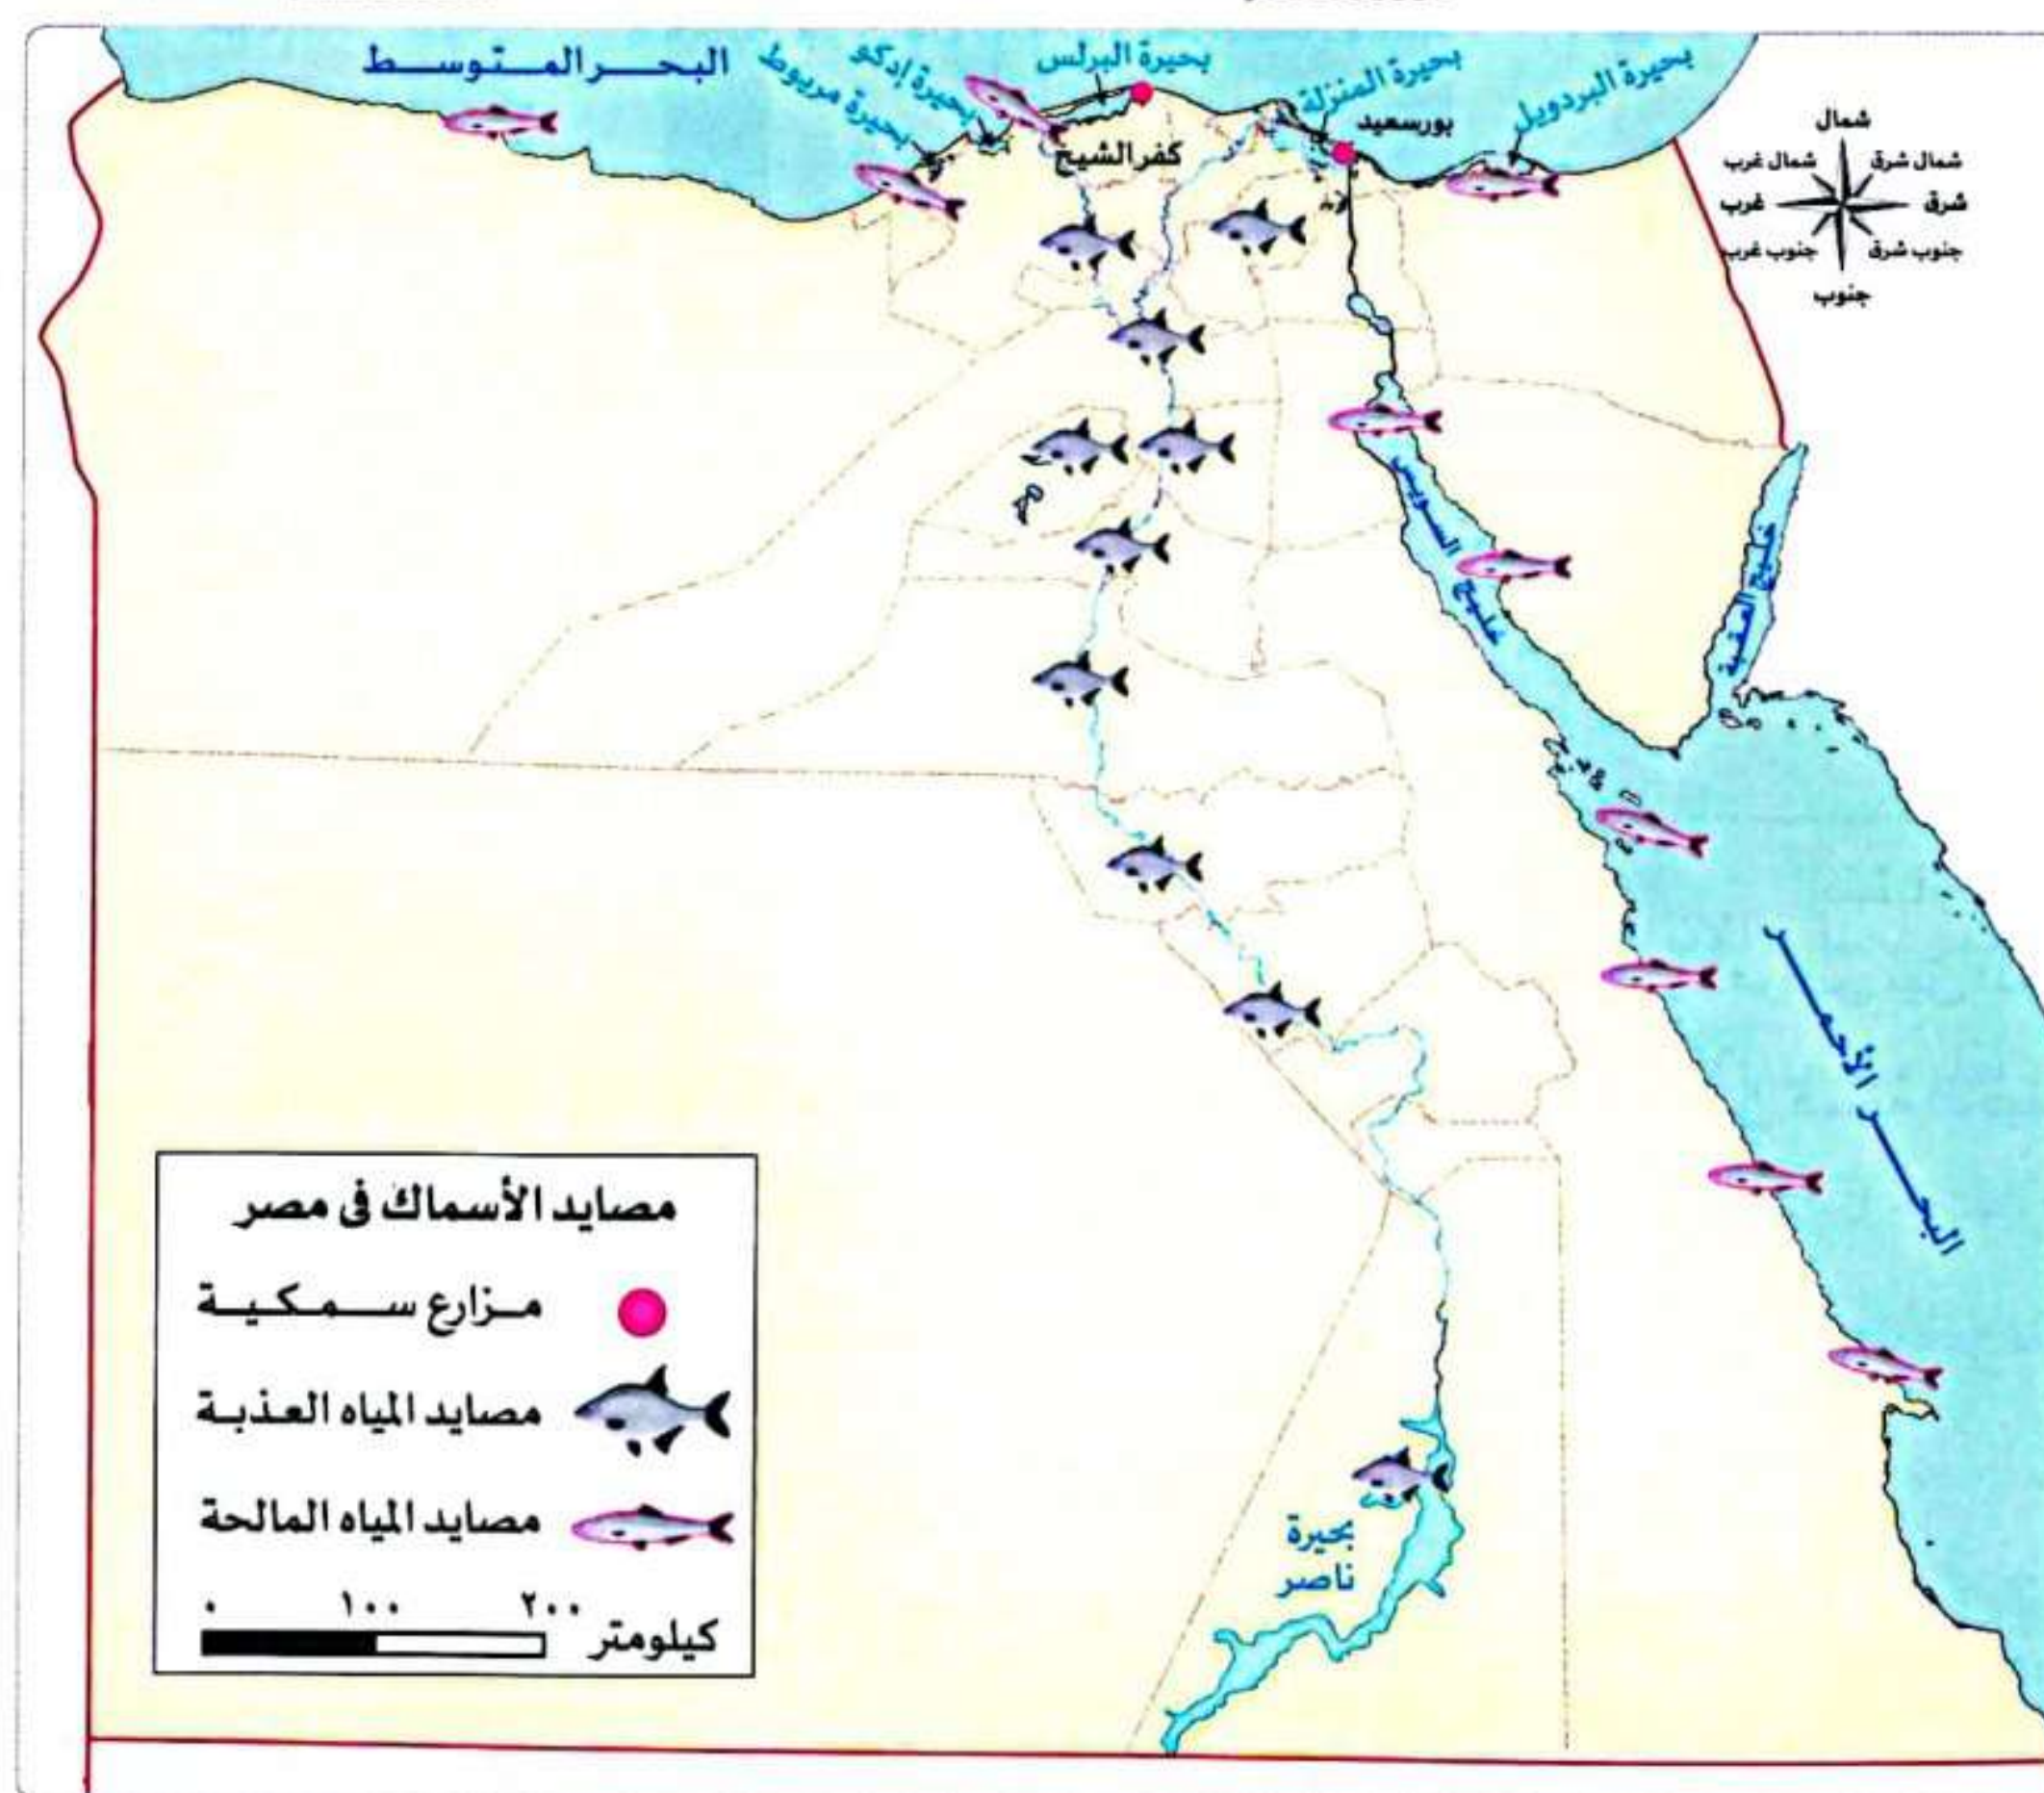 البحر المتوسط
بحيرة مريوط
بحيرة إدكو
بحيرة البرلس
بحيرة المنزلة
بحيرة البردويل
بورسعيد
كفر الشيخ
شمال
شمال غرب
شمال شرق
غرب
شرق
جنوب غرب
جنوب شرق
جنوب
خليج السويس
خليج العقبة
البحر الأحمر
بحيرة
ناصر
مصايد الأسماك فى مصر
مزارع سمكية
مصايد المياه العذبة
مصايد المياه المالحة
٠ ١٠٠ ٢٠٠
كيلومتر